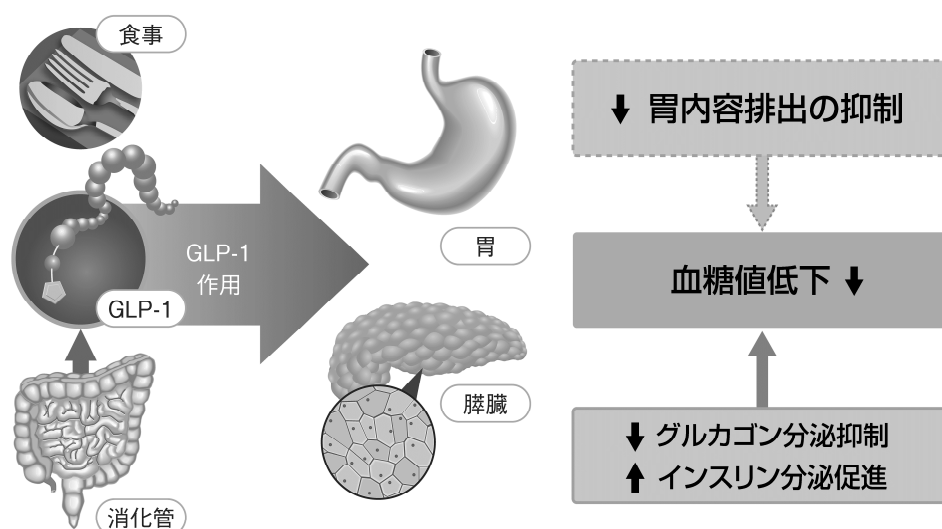 食事
GLP-1
消化管
GLP-1
作用
胃
膵臓
↓ 胃内容排出の抑制
血糖値低下 ↓
↓ グルカゴン分泌抑制
↑ インスリン分泌促進